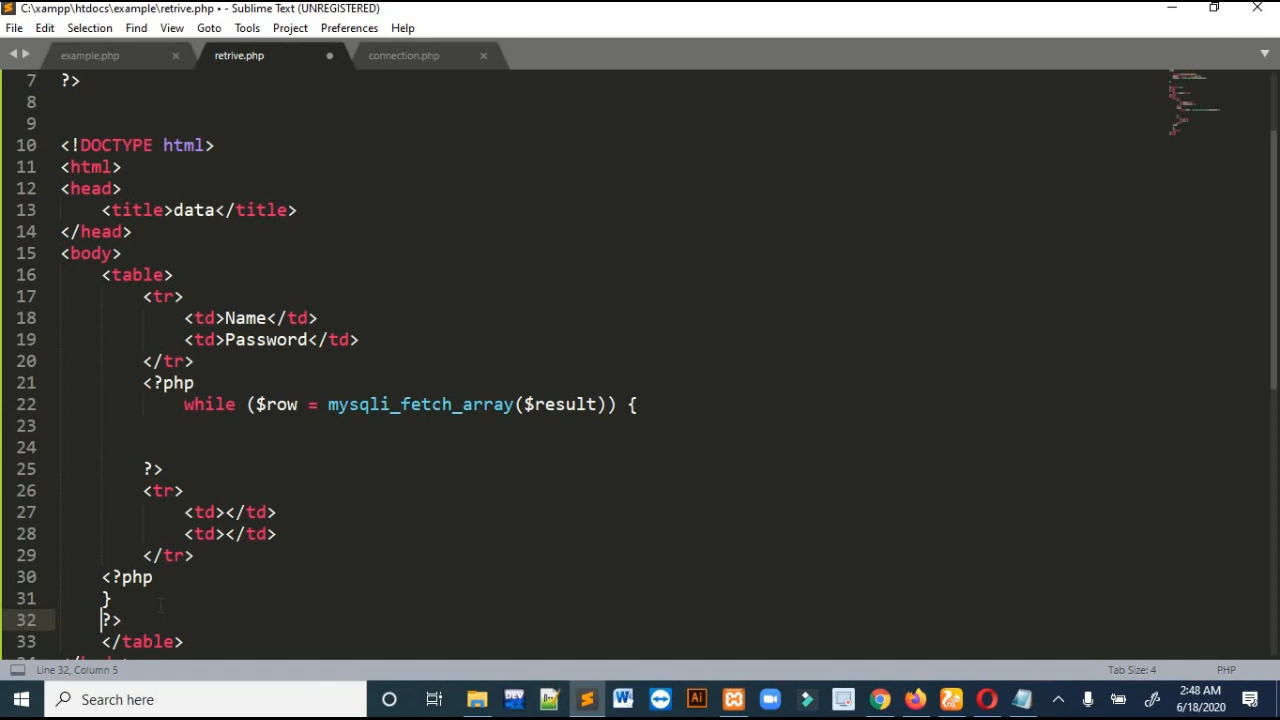 C:\xampp\htdocs\example\retrive.php • - Sublime Text (UNREGISTERED)
File Edit Selection Find View Goto Tools Project Preferences Help
example.php retrive.php connection.php
7 ?>
8
9
10 <!DOCTYPE html>
11 <html>
12 <head>
13 <title>data</title>
14 </head>
15 <body>
16 <table>
17 <tr>
18 <td>Name</td>
19 <td>Password</td>
20 </tr>
21 <?php
22 while ($row = mysqli_fetch_array($result)) {
23
24
25 ?>
26 <tr>
27 <td></td>
28 <td></td>
29 </tr>
30 <?php
31 }
32 ?>
33 </table>
Line 32, Column 5 Tab Size: 4 PHP
Search here
DEV
W
Ai
2:48 AM
6/18/2020